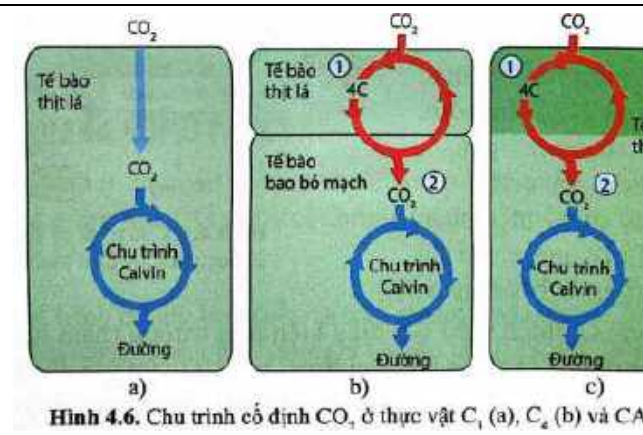 CO₂
CO₂
CO₂
Tế bào
thịt lá
Tế bào
thịt lá
①
4C
①
4C
CO₂
Tế bào
bao bó mạch
CO₂
②
CO₂
②
Chu trình
Calvin
Chu trình
Calvin
Chu trình
Calvin
Đường
Đường
Đường
a)
b)
c)
Hình 4.6. Chu trình cố định CO₂ ở thực vật C₃ (a), C₄ (b) và CA